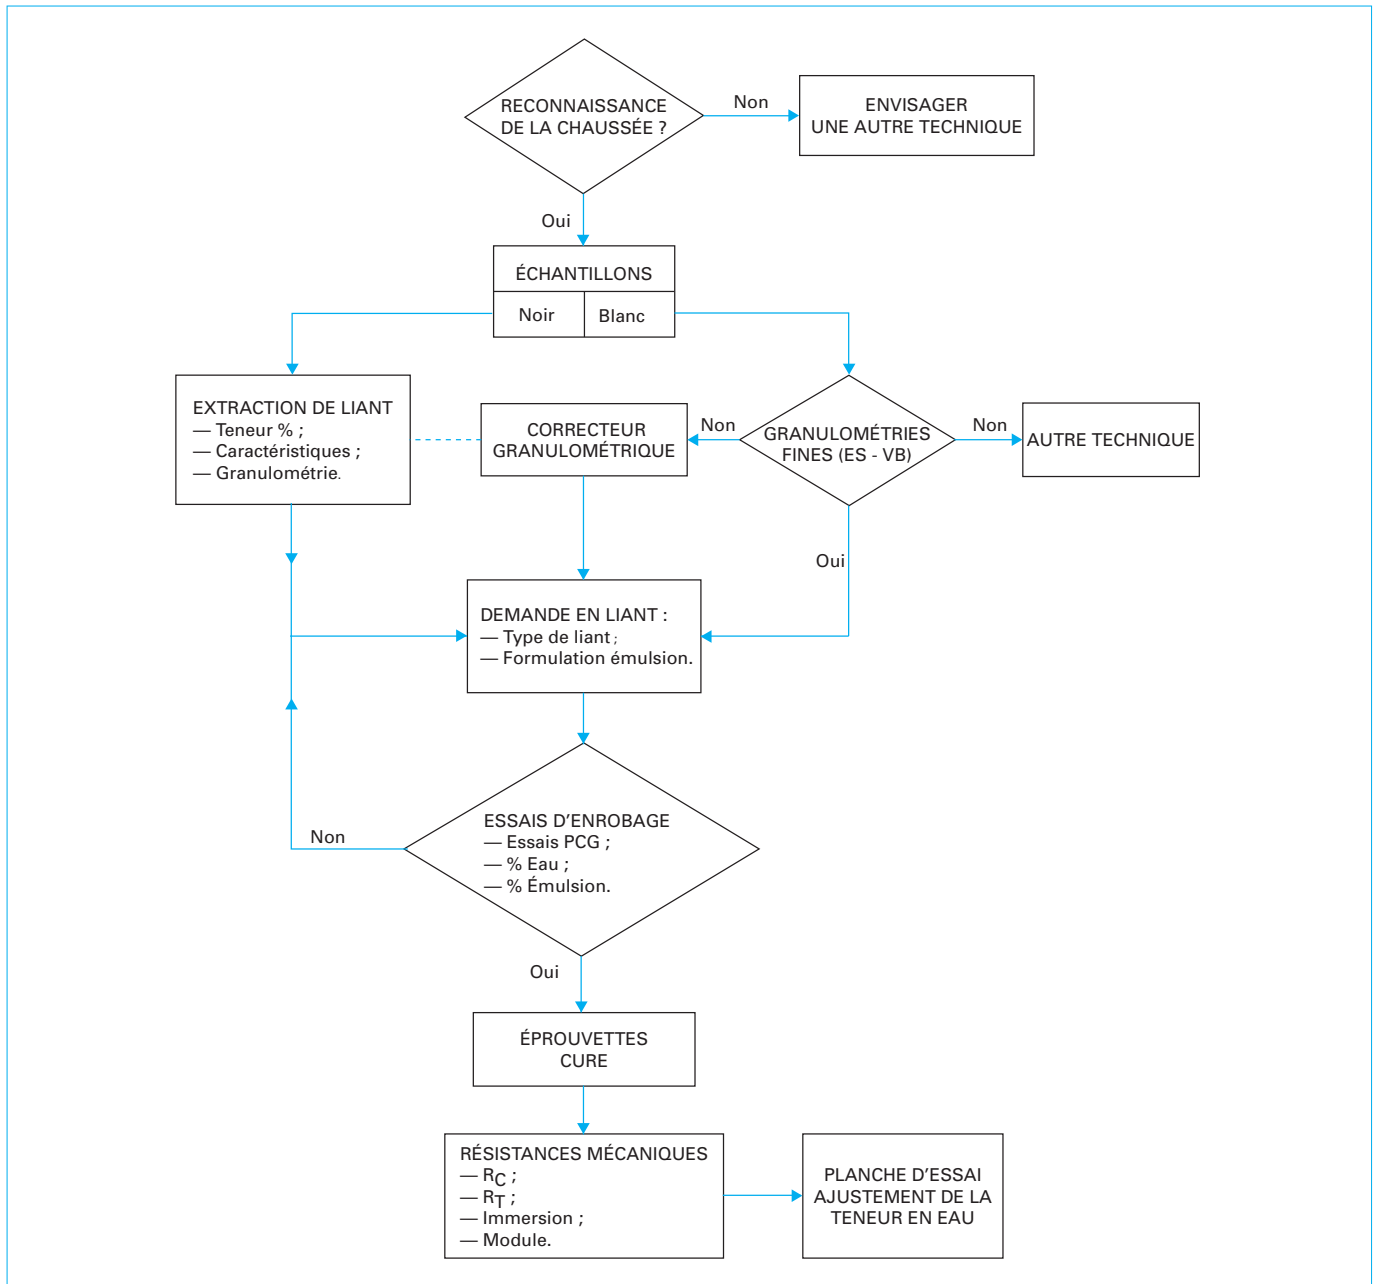 RECONNAISSANCE
DE LA CHAUSSÉE ?
Non
ENVISAGER
UNE AUTRE TECHNIQUE
Oui
ÉCHANTILLONS
Noir
Blanc
EXTRACTION DE LIANT
— Teneur % ;
— Caractéristiques ;
— Granulométrie.
CORRECTEUR
GRANULOMÉTRIQUE
Non
GRANULOMÉTRIES
FINES (ES - VB)
Non
AUTRE TECHNIQUE
Oui
DEMANDE EN LIANT :
— Type de liant ;
— Formulation émulsion.
Non
ESSAIS D'ENROBAGE
— Essais PCG ;
— % Eau ;
— % Émulsion.
Oui
ÉPROUVETTES
CURE
RÉSISTANCES MÉCANIQUES
— RC ;
— RT ;
— Immersion ;
— Module.
PLANCHE D'ESSAI
AJUSTEMENT DE LA
TENEUR EN EAU